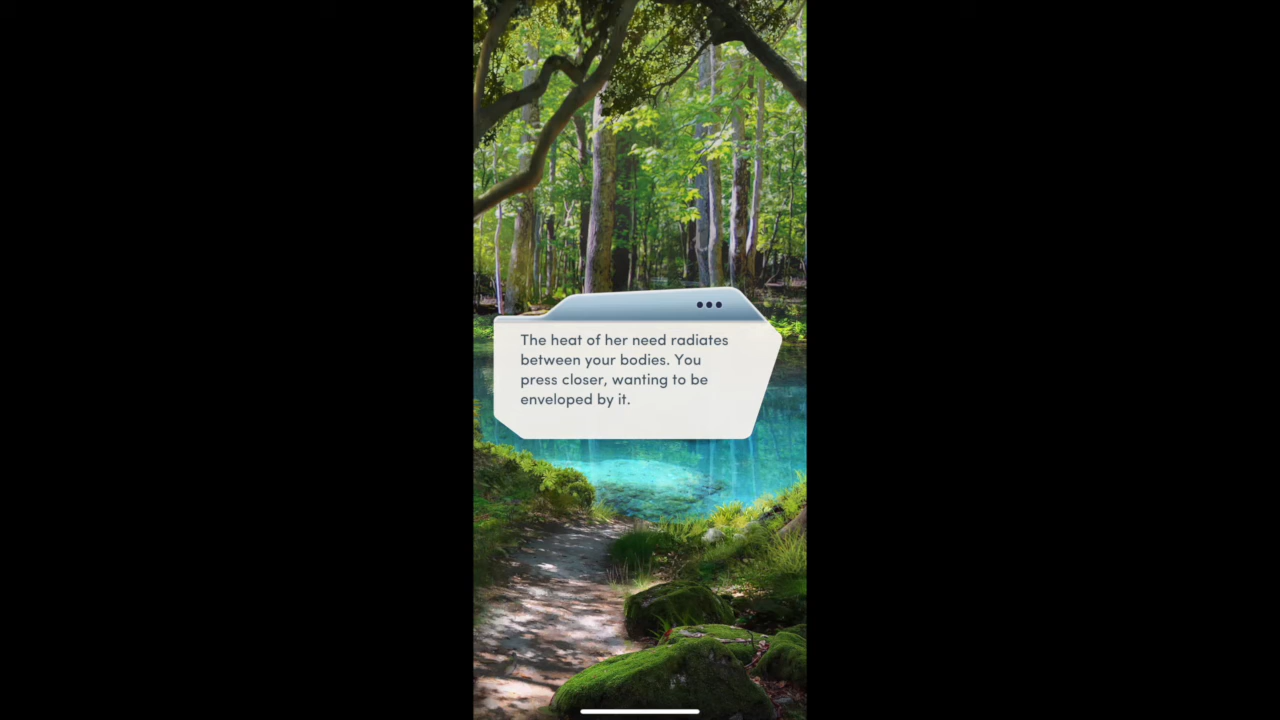 The heat of her need radiates
between your bodies. You
press closer, wanting to be
enveloped by it.